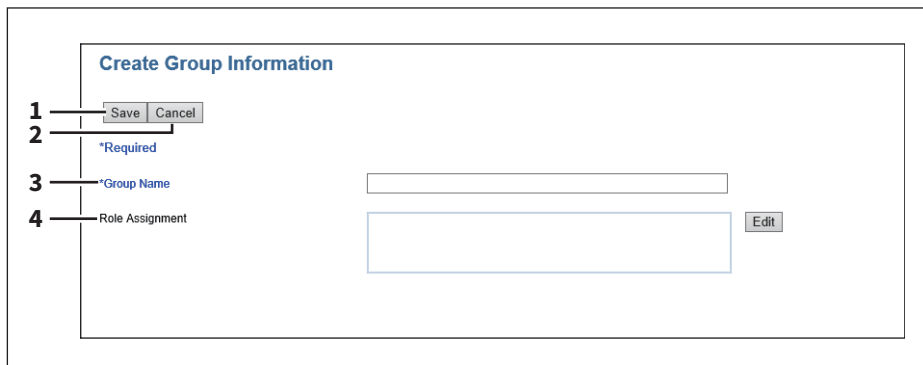 Create Group Information
1 Save Cancel
2
*Required
3 *Group Name
4 Role Assignment Edit